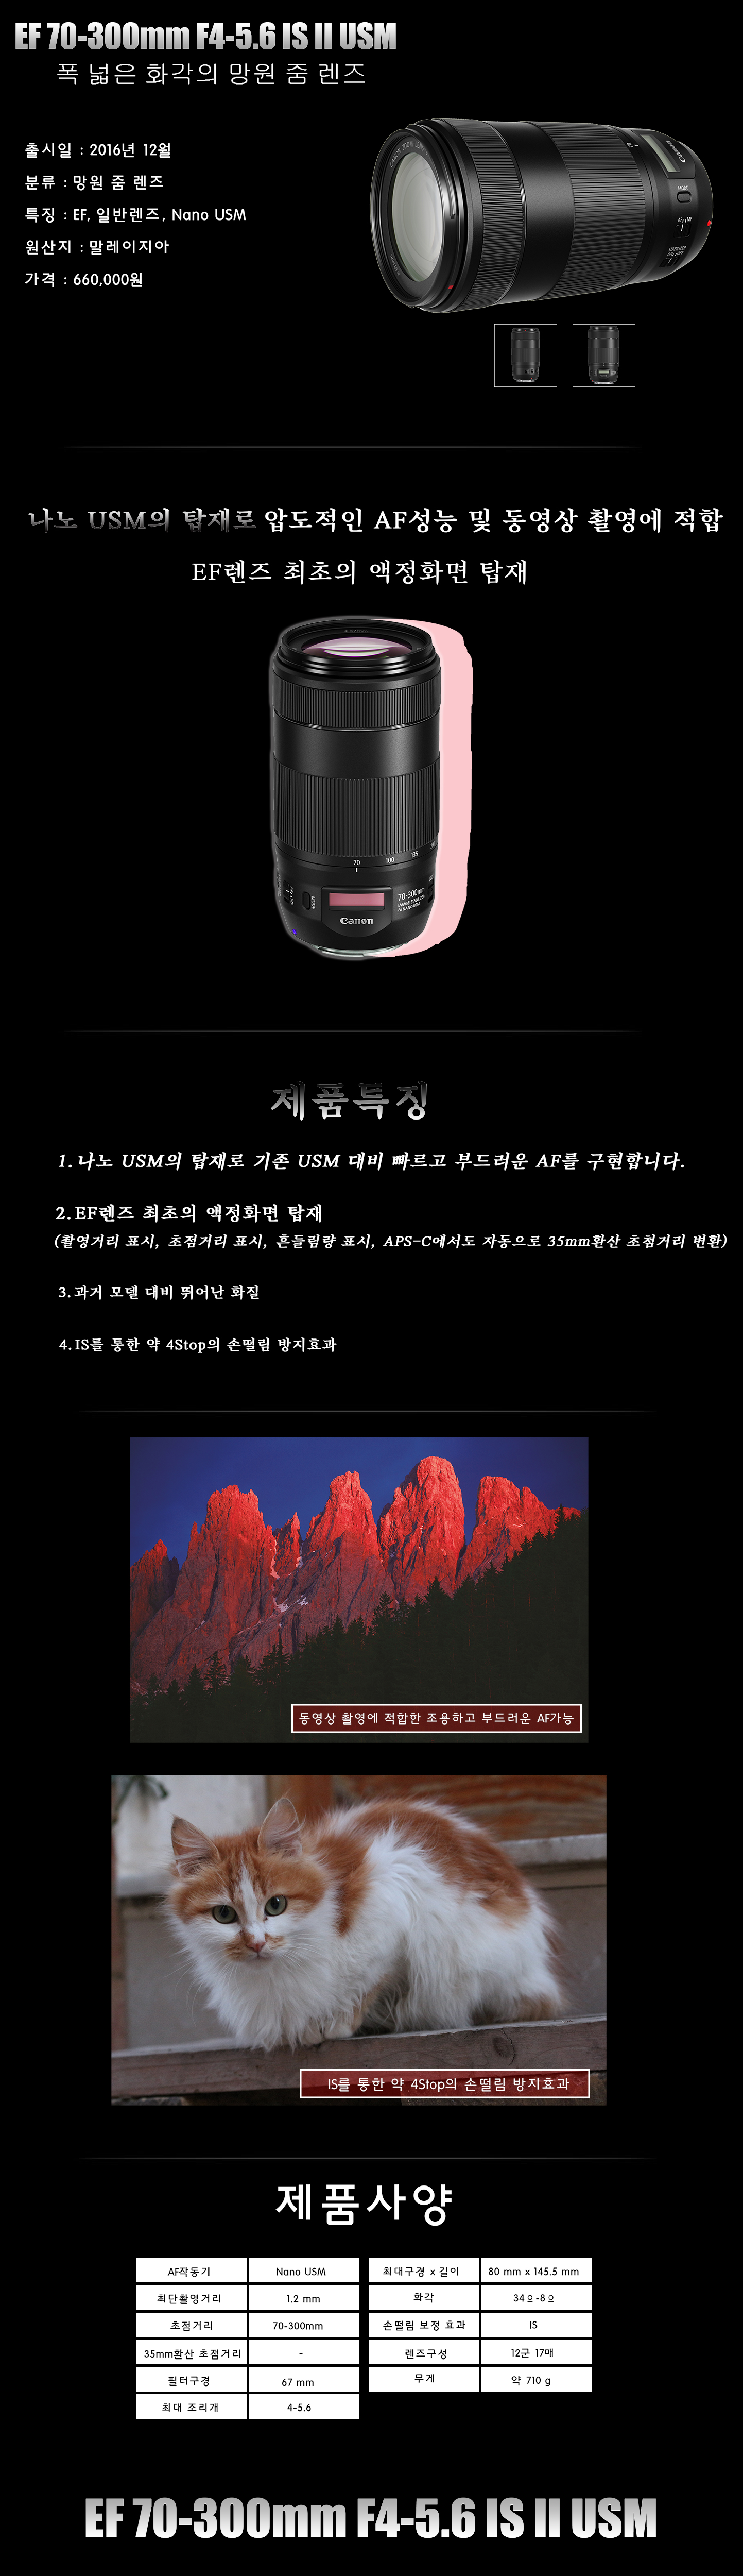 EF 70-300mm F4-5.6 IS II USM
폭 넓은 화각의 망원 줌 렌즈
출시일 : 2016년 12월
분류 : 망원 줌 렌즈
특징 : EF, 일반렌즈, Nano USM
원산지 : 말레이지아
가격 : 660,000원
CANON ZOOM LENS
Canon
MODE
AF MF
STABILIZER
ON OFF
나노 USM의 탑재로 압도적인 AF성능 및 동영상 촬영에 적합
EF렌즈 최초의 액정화면 탑재
70 100 135
MODE
70-300mm
IMAGE STABILIZER
Canon
제품특징
1. 나노 USM의 탑재로 기존 USM 대비 빠르고 부드러운 AF를 구현합니다.
2. EF렌즈 최초의 액정화면 탑재
(촬영거리 표시, 초점거리 표시, 흔들림량 표시, APS-C에서도 자동으로 35mm환산 초첨거리 변환)
3. 과거 모델 대비 뛰어난 화질
4. IS를 통한 약 4Stop의 손떨림 방지효과
동영상 촬영에 적합한 조용하고 부드러운 AF가능
IS를 통한 약 4Stop의 손떨림 방지효과
제품사양
AF작동기 Nano USM
최단촬영거리 1.2 mm
초점거리 70-300mm
35mm환산 초점거리 -
필터구경 67 mm
최대 조리개 4-5.6
최대구경 x 길이 80 mm x 145.5 mm
화각 34º-8º
손떨림 보정 효과 IS
렌즈구성 12군 17매
무게 약 710 g
EF 70-300mm F4-5.6 IS II USM